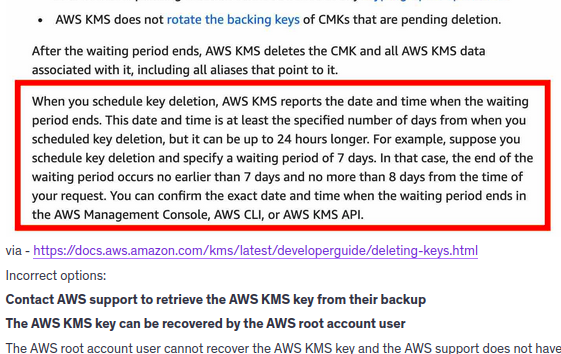 • AWS KMS does not rotate the backing keys of CMKs that are pending deletion.
After the waiting period ends, AWS KMS deletes the CMK and all AWS KMS data
associated with it, including all aliases that point to it.
When you schedule key deletion, AWS KMS reports the date and time when the waiting
period ends. This date and time is at least the specified number of days from when you
scheduled key deletion, but it can be up to 24 hours longer. For example, suppose you
schedule key deletion and specify a waiting period of 7 days. In that case, the end of the
waiting period occurs no earlier than 7 days and no more than 8 days from the time of
your request. You can confirm the exact date and time when the waiting period ends in
the AWS Management Console, AWS CLI, or AWS KMS API.
via - https://docs.aws.amazon.com/kms/latest/developerguide/deleting-keys.html
Incorrect options:
Contact AWS support to retrieve the AWS KMS key from their backup
The AWS KMS key can be recovered by the AWS root account user
The AWS root account user cannot recover the AWS KMS key and the AWS support does not have